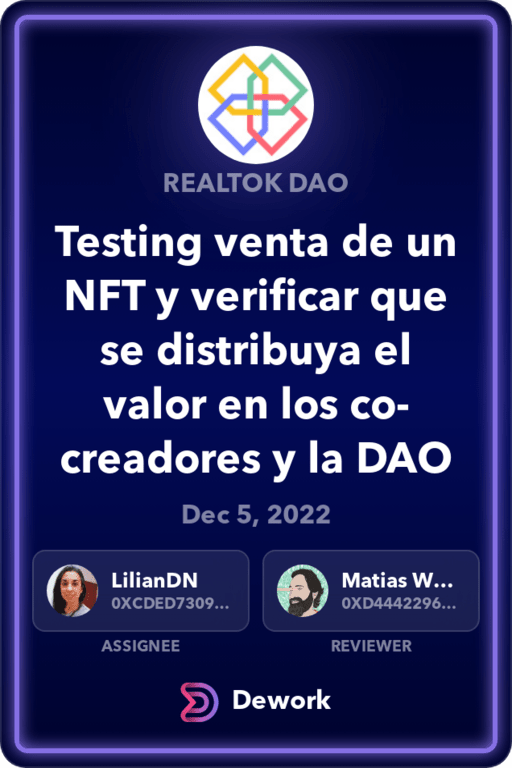 REALTOK DAO
Testing venta de un
NFT y verificar que
se distribuya el
valor en los co-
creadores y la DAO
Dec 5, 2022
LilianDN
0XCDED7309...
ASSIGNEE
Matias W...
0XD4442296...
REVIEWER
Dework